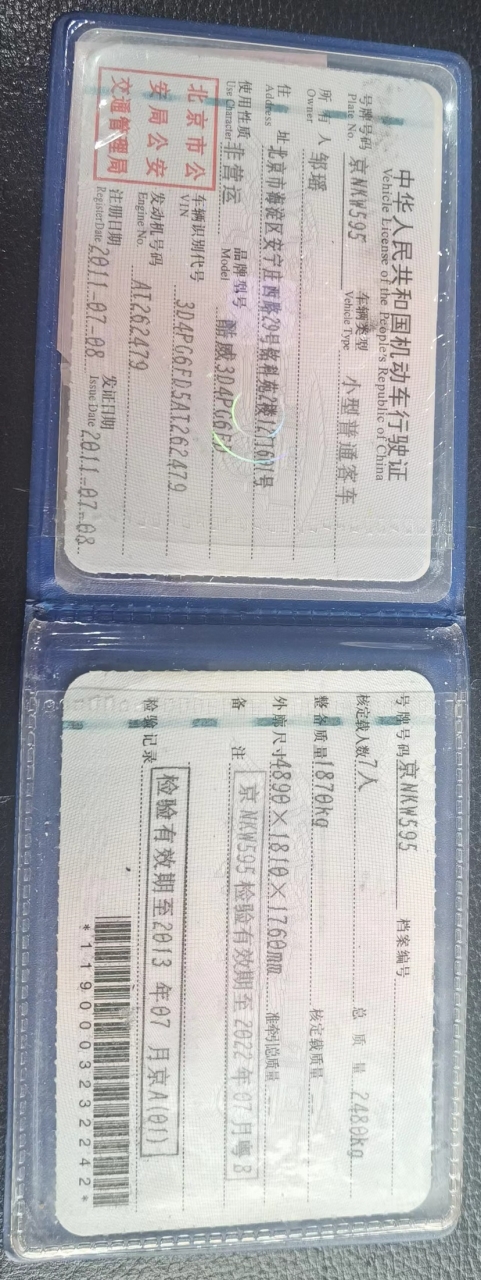 中华人民共和国机动车行驶证
Vehicle License of the People's Republic of China
号牌号码 京NKW595 车辆类型 小型普通客车
Plate No. Vehicle Type
所有人 邹瑶
Owner
住址 北京市海淀区安宁庄西路29号
Address
使用性质 非营运 品牌型号 酷威3D4PG6FD
Use Character Model
北京市公
安局公安
交通管理局
车辆识别代号 3D4PG6FD5AT262479
VIN
发动机号码 AT262479
Engine No.
注册日期 2011-07-08 发证日期 2011-07-08
Register Date Issue Date
号牌号码 京NKW595 档案编号
核定载人数 7人 总质量 2480kg
整备质量 1870kg 核定载质量 --
外廓尺寸 4890×1810×1760mm 准牵引总质量 --
备注 京NKW595 检验有效期至2022年07月粤B
检验记录 检验有效期至2013 年07 月京A(01)
*1190003232242*